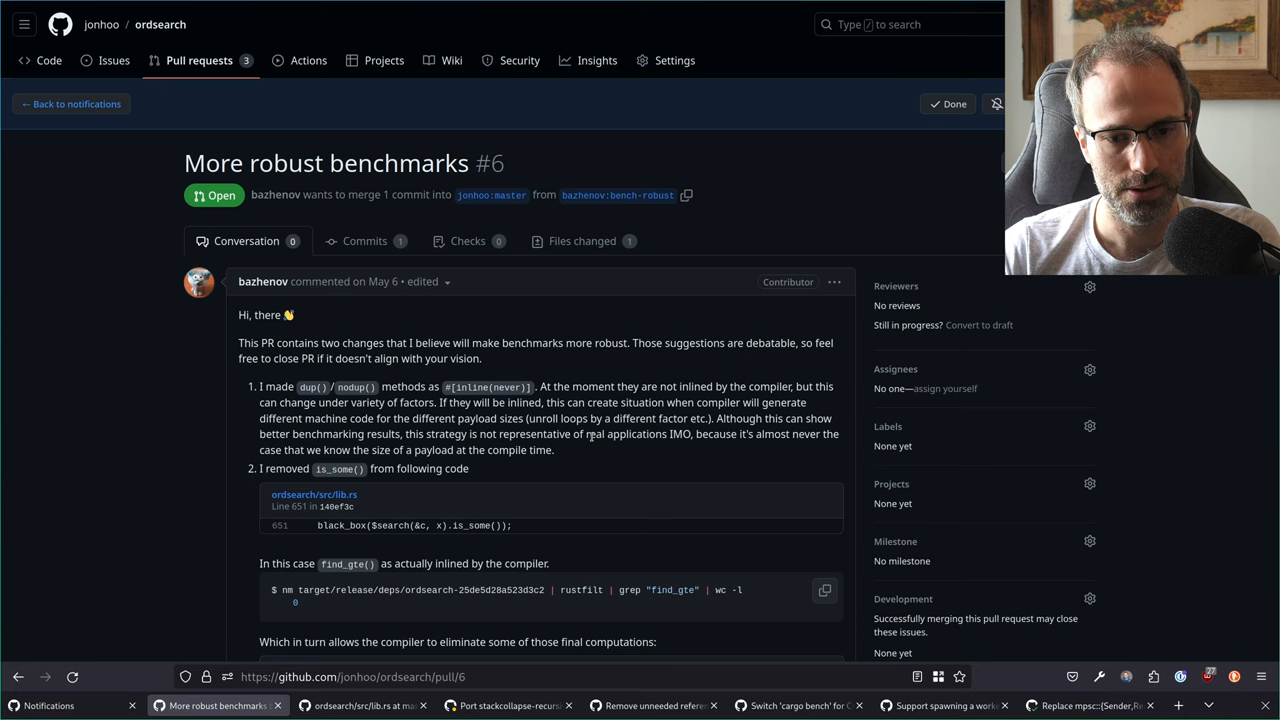 jonhoo / ordsearch
Type / to search
Code Issues Pull requests 3 Actions Projects Wiki Security Insights Settings
← Back to notifications
Done
More robust benchmarks #6
Open bazhenov wants to merge 1 commit into jonhoo:master from bazhenov:bench-robust
Conversation 0 Commits 1 Checks 0 Files changed 1
bazhenov commented on May 6 • edited
Contributor
Hi, there 👋
This PR contains two changes that I believe will make benchmarks more robust. Those suggestions are debatable, so feel
free to close PR if it doesn't align with your vision.
1. I made dup()/nodup() methods as #[inline(never)]. At the moment they are not inlined by the compiler, but this
can change under variety of factors. If they will be inlined, this can create situation when compiler will generate
different machine code for the different payload sizes (unroll loops by a different factor etc.). Although this can show
better benchmarking results, this strategy is not representative of real applications IMO, because it's almost never the
case that we know the size of a payload at the compile time.
2. I removed is_some() from following code
ordsearch/src/lib.rs
Line 651 in 140ef3c
651 black_box($search(&c, x).is_some());
In this case find_gte() as actually inlined by the compiler.
$ nm target/release/deps/ordsearch-25de5d28a523d3c2 | rustfilt | grep "find_gte" | wc -l
0
Which in turn allows the compiler to eliminate some of those final computations:
Reviewers
No reviews
Still in progress? Convert to draft
Assignees
No one—assign yourself
Labels
None yet
Projects
None yet
Milestone
No milestone
Development
Successfully merging this pull request may close
these issues.
None yet
https://github.com/jonhoo/ordsearch/pull/6
27
Notifications
More robust benchmarks
ordsearch/src/lib.rs at mas
Port stackcollapse-recursi
Remove unneeded refere
Switch 'cargo bench' for C
Support spawning a worke
Replace mpsc::{Sender,Re